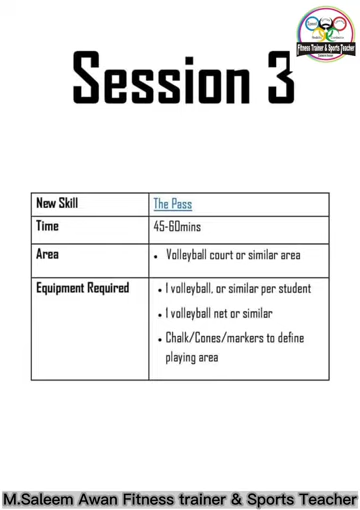 Fitness Trainer & Sports Teacher
Session 3
New Skill The Pass
Time 45-60mins
Area • Volleyball court or similar area
Equipment Required • 1 volleyball, or similar per student
• 1 volleyball net or similar
• Chalk/Cones/markers to define
playing area
M.Saleem Awan Fitness trainer & Sports Teacher